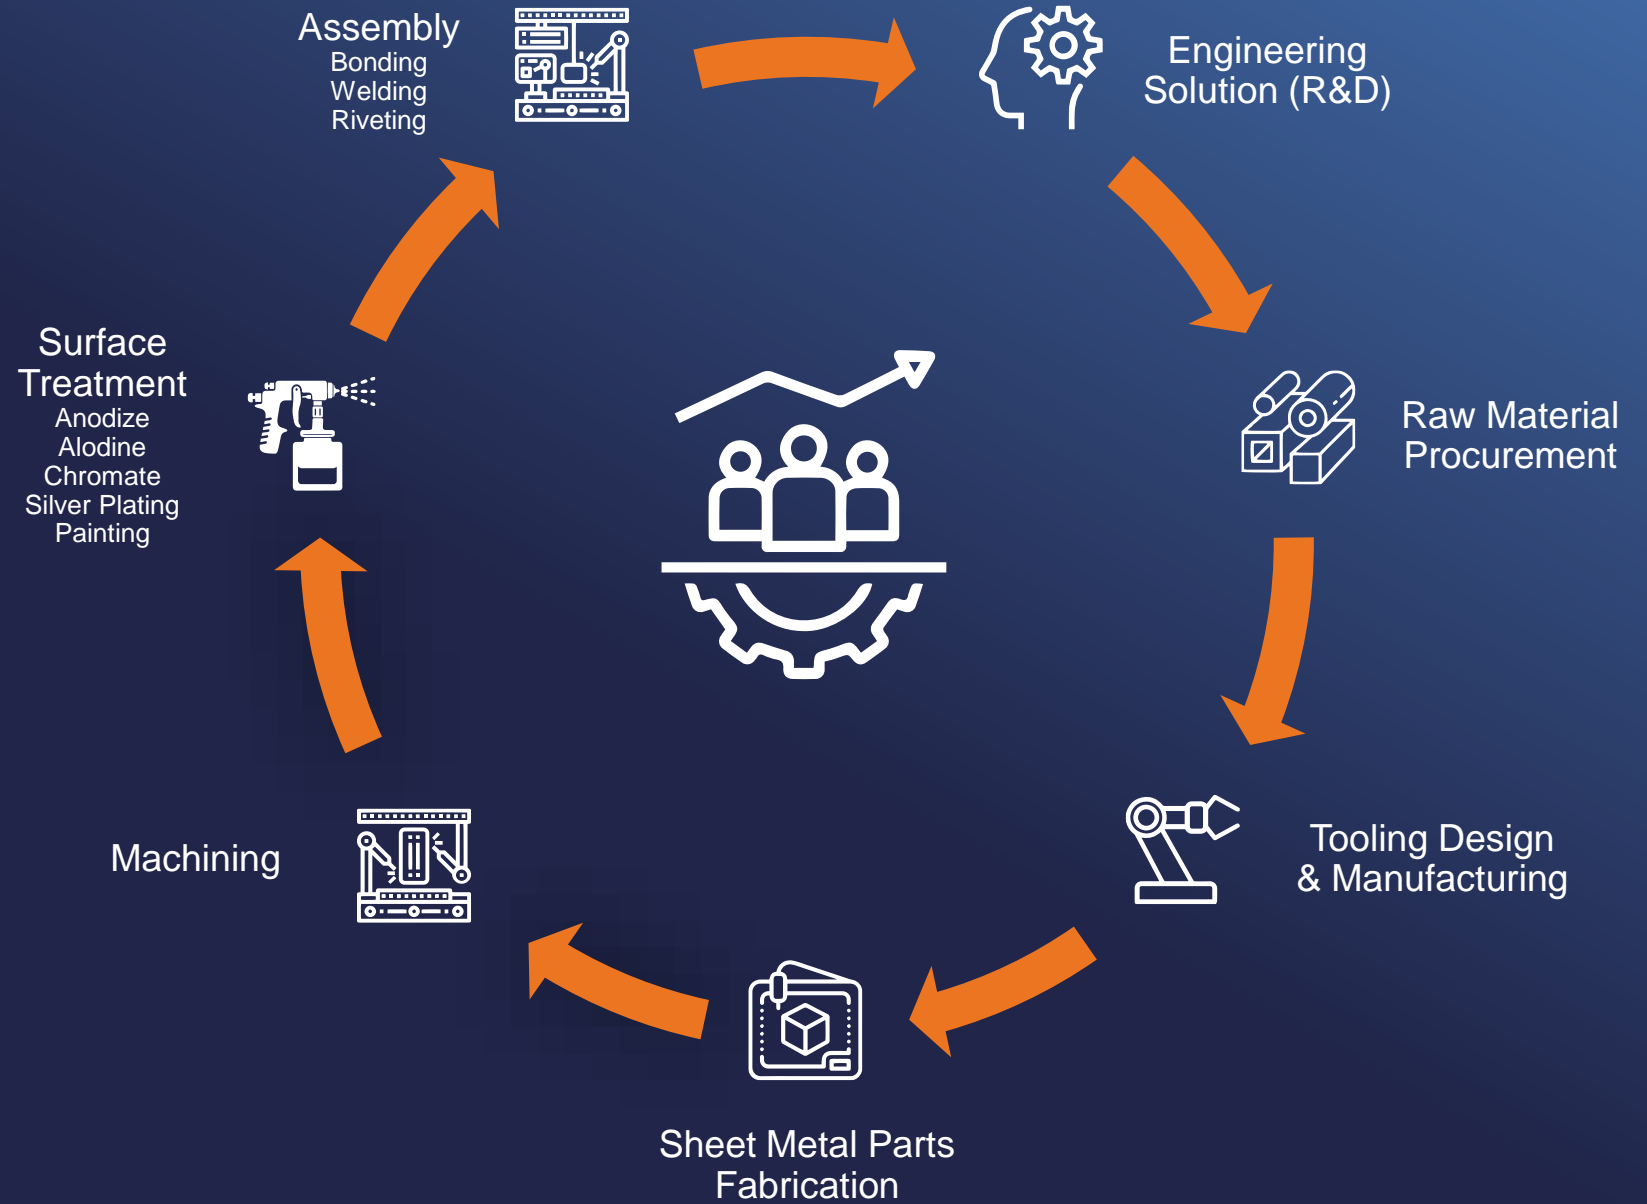 Assembly
Bonding
Welding
Riveting
Engineering
Solution (R&D)
Surface
Treatment
Anodize
Alodine
Chromate
Silver Plating
Painting
Raw Material
Procurement
Machining
Tooling Design
& Manufacturing
Sheet Metal Parts
Fabrication